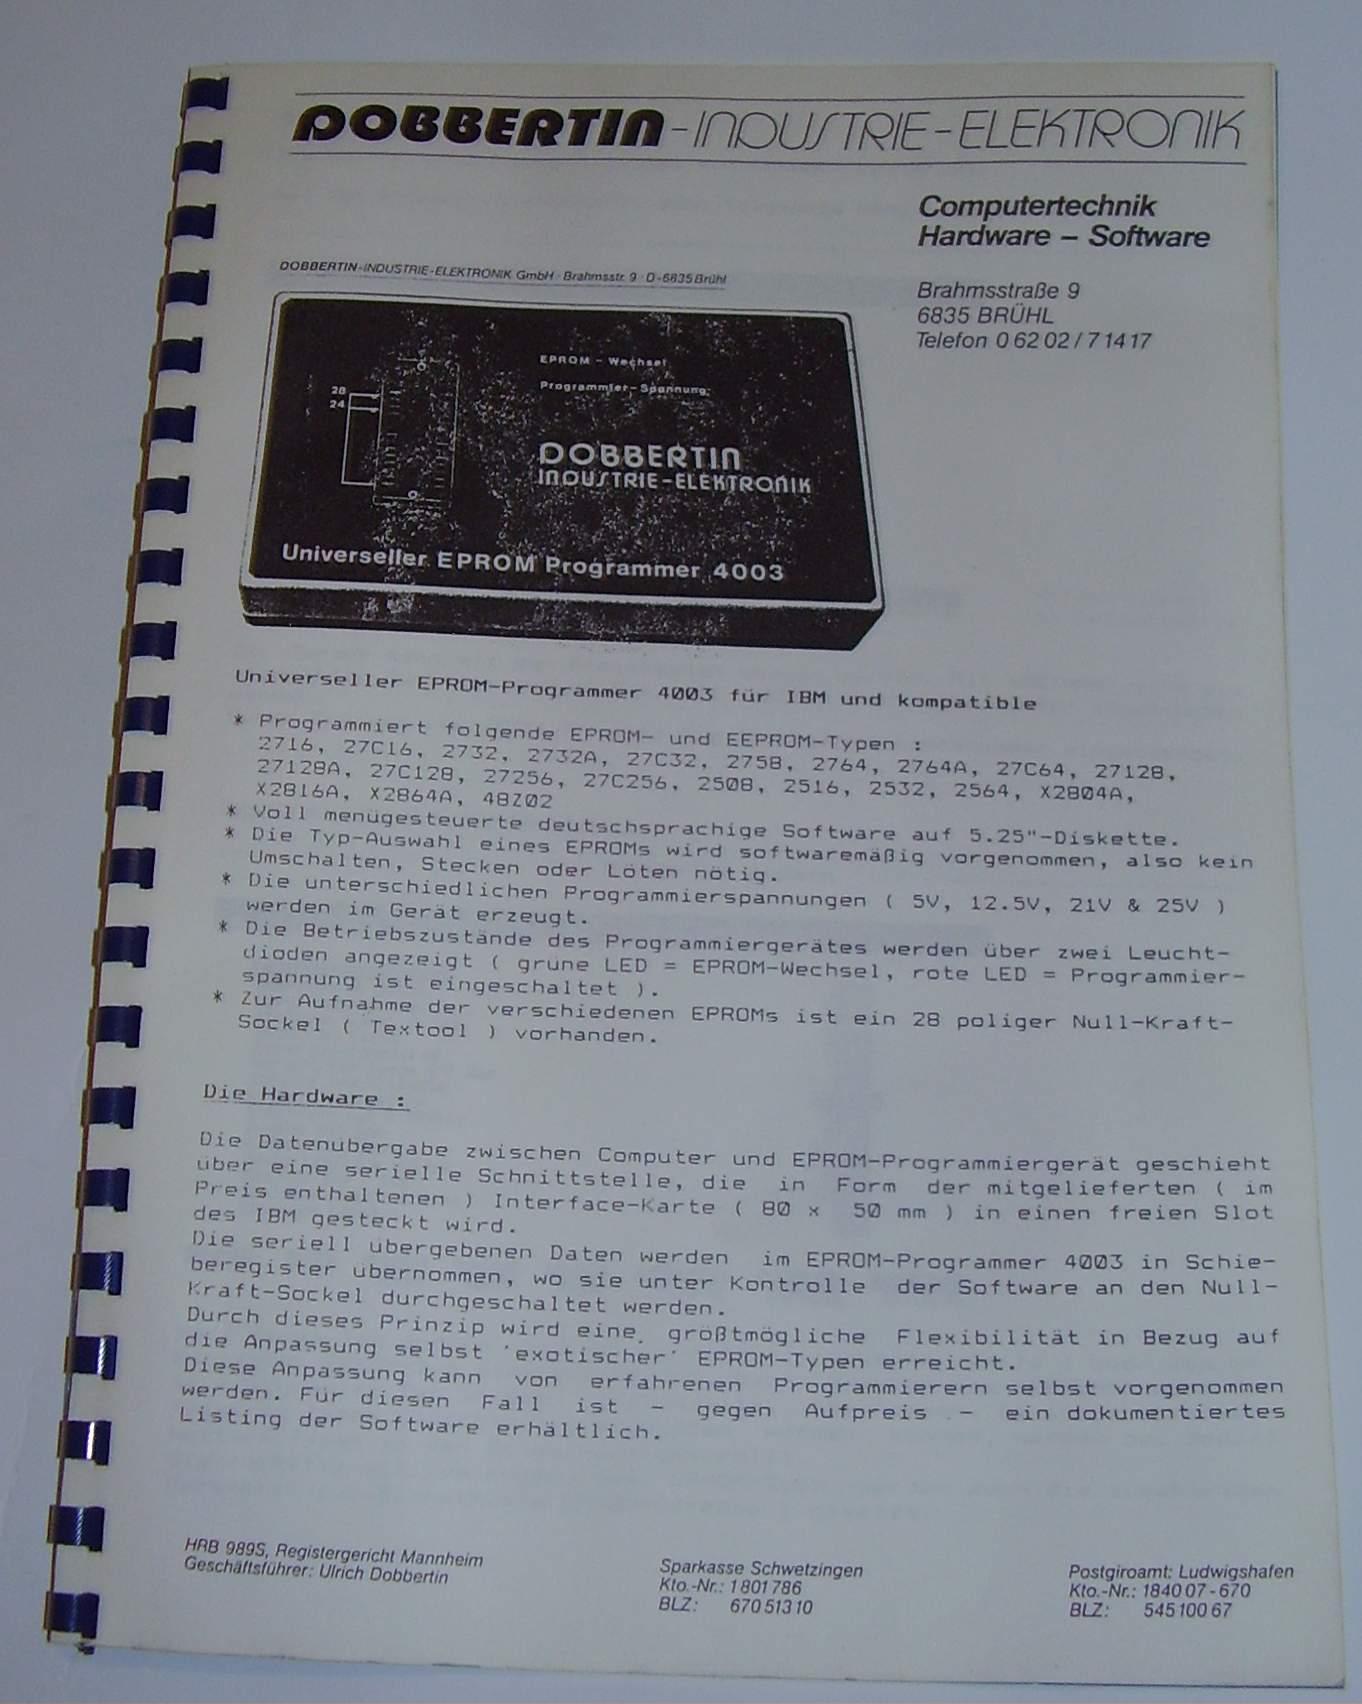 DOBBERTIN-INDUSTRIE-ELEKTRONIK
Computertechnik
Hardware – Software
DOBBERTIN-INDUSTRIE-ELEKTRONIK GmbH · Brahmsstr. 9 · D-6835 Brühl
Brahmsstraße 9
6835 BRÜHL
Telefon 0 62 02 / 7 14 17
EPROM - Wechsel
Programmier-Spannung
28
24
DOBBERTIN
INDUSTRIE-ELEKTRONIK
Universeller EPROM Programmer 4003
Universeller EPROM-Programmer 4003 für IBM und kompatible
* Programmiert folgende EPROM- und EEPROM-Typen :
2716, 27C16, 2732, 2732A, 27C32, 2758, 2764, 2764A, 27C64, 27128,
27128A, 27C128, 27256, 27C256, 2508, 2516, 2532, 2564, X2804A,
X2816A, X2864A, 48Z02
* Voll menügesteuerte deutschsprachige Software auf 5.25"-Diskette.
* Die Typ-Auswahl eines EPROMs wird softwaremäßig vorgenommen, also kein
Umschalten, Stecken oder Löten nötig.
* Die unterschiedlichen Programmierspannungen ( 5V, 12.5V, 21V & 25V )
werden im Gerät erzeugt.
* Die Betriebszustände des Programmiergerätes werden über zwei Leucht-
dioden angezeigt ( grüne LED = EPROM-Wechsel, rote LED = Programmier-
spannung ist eingeschaltet ).
* Zur Aufnahme der verschiedenen EPROMs ist ein 28 poliger Null-Kraft-
Sockel ( Textool ) vorhanden.
Die Hardware :
Die Datenübergabe zwischen Computer und EPROM-Programmiergerät geschieht
über eine serielle Schnittstelle, die in Form der mitgelieferten ( im
Preis enthaltenen ) Interface-Karte ( 80 x 50 mm ) in einen freien Slot
des IBM gesteckt wird.
Die seriell übergebenen Daten werden im EPROM-Programmer 4003 in Schie-
beregister übernommen, wo sie unter Kontrolle der Software an den Null-
Kraft-Sockel durchgeschaltet werden.
Durch dieses Prinzip wird eine größtmögliche Flexibilität in Bezug auf
die Anpassung selbst 'exotischer' EPROM-Typen erreicht.
Diese Anpassung kann von erfahrenen Programmierern selbst vorgenommen
werden. Für diesen Fall ist - gegen Aufpreis - ein dokumentiertes
Listing der Software erhältlich.
HRB 989S, Registergericht Mannheim
Geschäftsführer: Ulrich Dobbertin
Sparkasse Schwetzingen
Kto.-Nr.: 1 801 786
BLZ: 670 513 10
Postgiroamt: Ludwigshafen
Kto.-Nr.: 1840 07 - 670
BLZ: 545 100 67